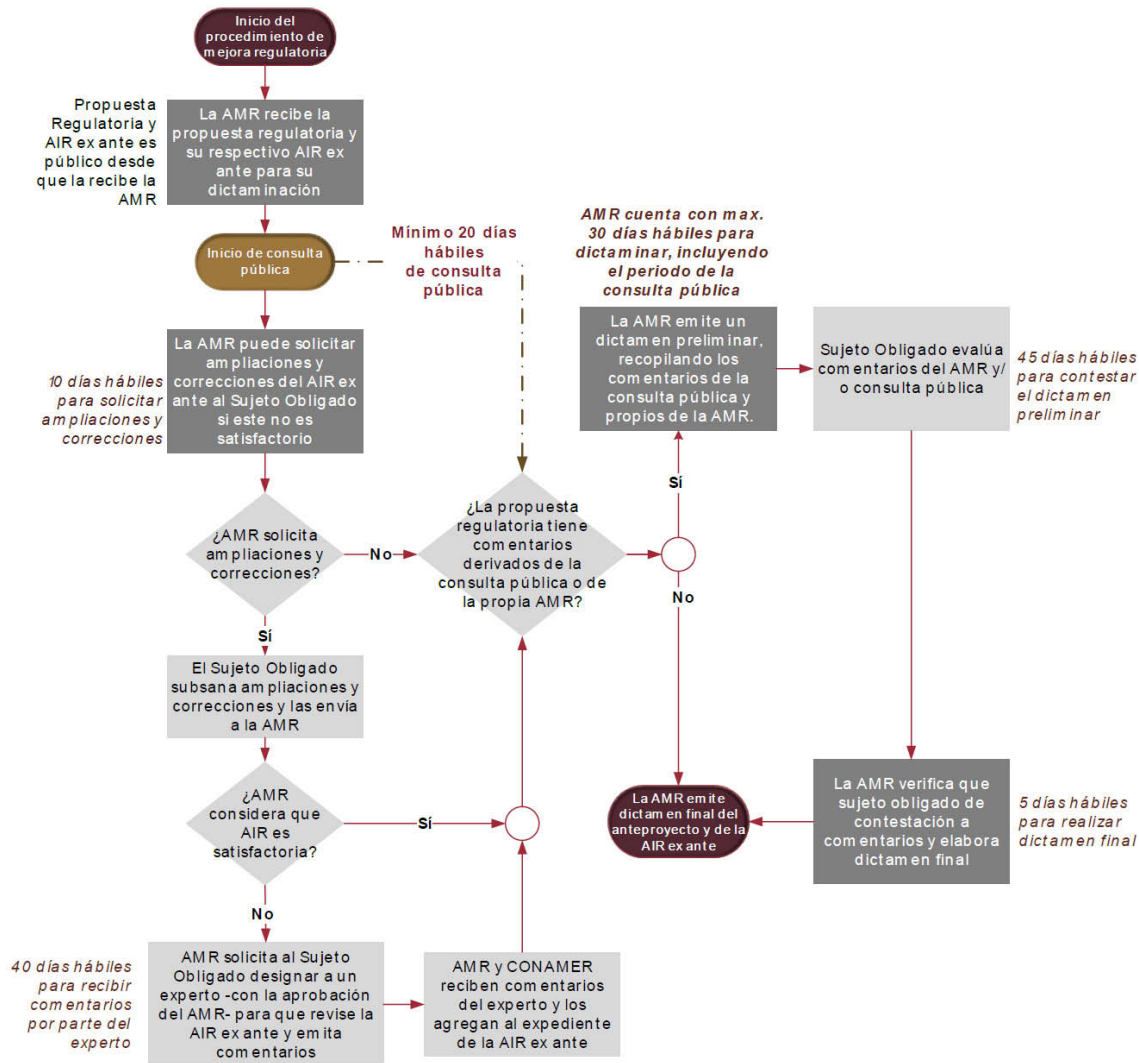 Inicio del
procedimiento de
mejora regulatoria
Propuesta
Regulatoria y
AIR ex ante es
público desde
que la recibe la
AMR
La AMR recibe la
propuesta regulatoria y
su respectivo AIR ex
ante para su
dictaminación
Inicio de consulta
pública
Mínimo 20 días
hábiles
de consulta
pública
10 días hábiles
para solicitar
ampliaciones y
correcciones
La AMR puede solicitar
ampliaciones y
correcciones del AIR ex
ante al Sujeto Obligado
si este no es
satisfactorio
¿AMR solicita
ampliaciones y
correcciones?
No
Sí
El Sujeto Obligado
subsana ampliaciones y
correcciones y las envía
a la AMR
¿AMR
considera que
AIR es
satisfactoria?
Sí
No
40 días hábiles
para recibir
comentarios
por parte del
experto
AMR solicita al Sujeto
Obligado designar a un
experto -con la aprobación
del AMR- para que revise la
AIR ex ante y emita
comentarios
AMR y CONAMER
reciben comentarios
del experto y los
agregan al expediente
de la AIR ex ante
¿La propuesta
regulatoria tiene
comentarios
derivados de la
consulta pública o de
la propia AMR?
Sí
No
AMR cuenta con max.
30 días hábiles para
dictaminar, incluyendo
el periodo de la
consulta pública
La AMR emite un
dictamen preliminar,
recopilando los
comentarios de la
consulta pública y
propios de la AMR.
Sujeto Obligado evalúa
comentarios del AMR y/
o consulta pública
45 días hábiles
para contestar
el dictamen
preliminar
La AMR verifica que
sujeto obligado de
contestación a
comentarios y elabora
dictamen final
5 días hábiles
para realizar
dictamen final
La AMR emite
dictamen final del
anteproyecto y de la
AIR ex ante